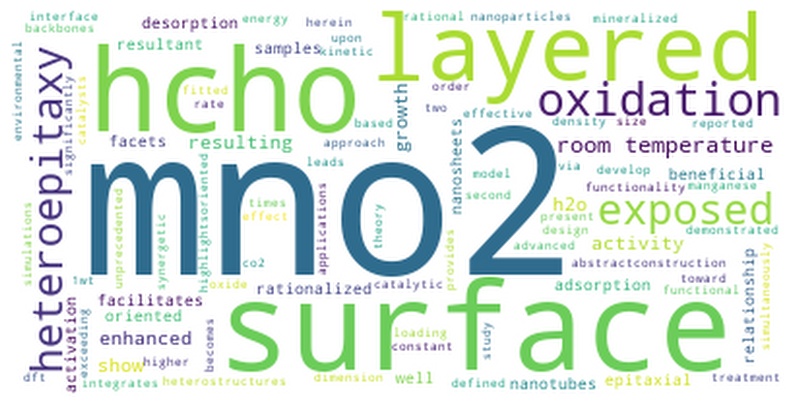 interface
rational nanoparticles
mineralized
backbones
desorption
energy
herein
upon
resultant
samples
kinetic
layered
environmental
heteroepitaxy
significantly
catalysts
hcho
fitted
rate
growth
order
two
oxidation
based
effective
density
size
reported
facets
resulting
approach
room temperature
nanosheets
mno2
leads
model
via
develop
beneficial
second
functionality
manganese
highlightsoriented
unprecedented
synergetic
times
effect
applications
theory
h2o
exposed
present
design
demonstrated
simulations
provides
advanced
activity
co2
abstractconstruction
1wt
oxide
rationalized
catalytic
adsorption
toward
functional
relationship
simultaneously
facilitates
oriented
surface
activation
exceeding
enhanced
becomes
loading
constant
study
show
higher
dft
integrates
heterostructures
dimension
well
defined
nanotubes
epitaxial
treatment